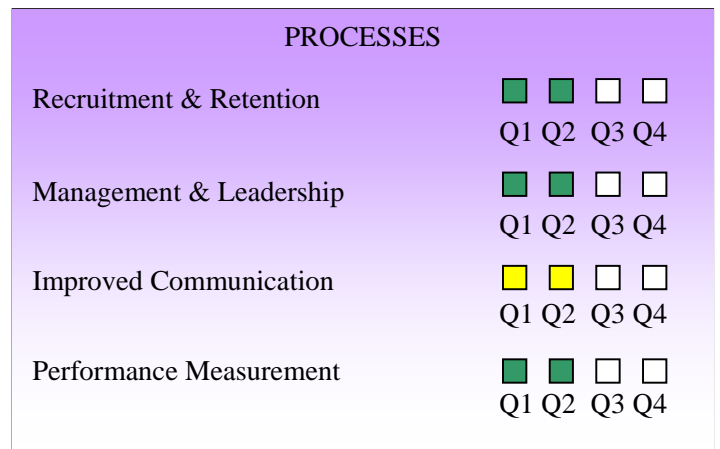 PROCESSES
Recruitment & Retention
Q1 Q2 Q3 Q4
Management & Leadership
Q1 Q2 Q3 Q4
Improved Communication
Q1 Q2 Q3 Q4
Performance Measurement
Q1 Q2 Q3 Q4